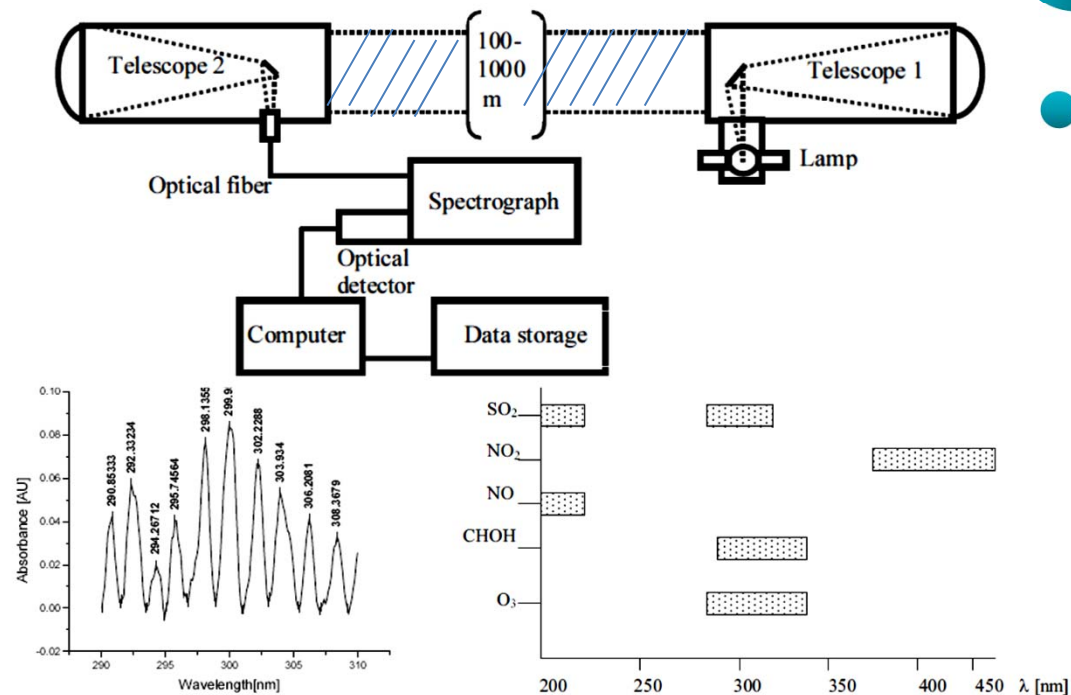 Telescope 2
100-
1000
m
Telescope 1
Lamp
Optical fiber
Spectrograph
Optical
detector
Computer
Data storage
0.10
0.08
0.06
0.04
0.02
0.00
-0.02
Absorbance [AU]
290.85333
292.33234
294.26712
295.74564
298.1355
299.9
302.2288
303.934
306.2081
308.3679
290
295
300
305
310
Wavelength[nm]
SO₂
NO₂
NO
CHOH
O₃
200
250
300
350
400
450
λ [nm]